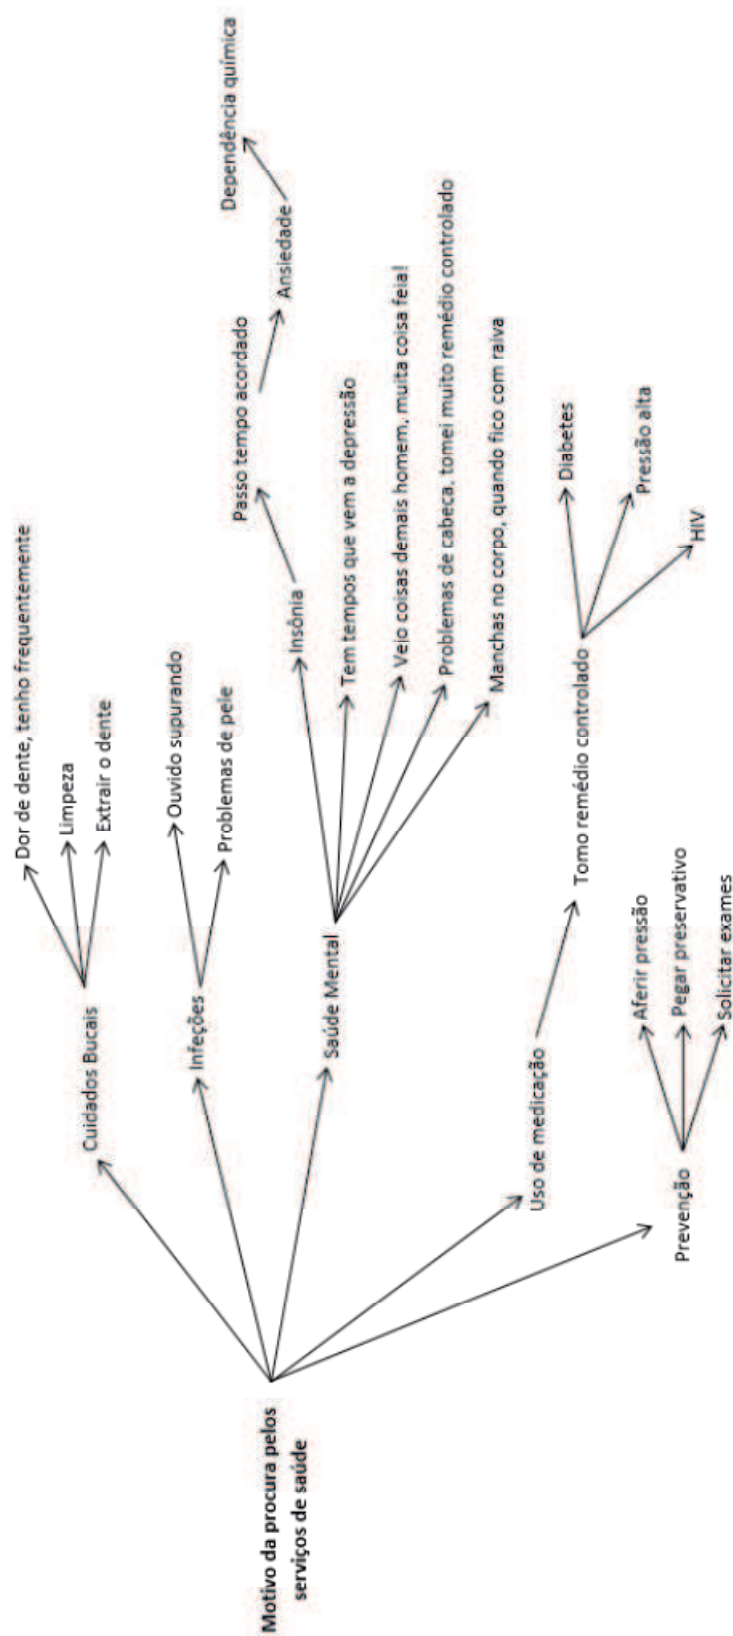 Motivo da procura pelos
serviços de saúde
Cuidados Bucais
Dor de dente, tenho frequentemente
Limpeza
Extrair o dente
Infeções
Ouvido supurando
Problemas de pele
Saúde Mental
Insônia
Passo tempo acordado
Ansiedade
Dependência química
Tem tempos que vem a depressão
Vejo coisas demais homem, muita coisa feia!
Problemas de cabeca, tomei muito remédio controlado
Manchas no corpo, quando fico com raiva
Uso de medicação
Tomo remédio controlado
Diabetes
Pressão alta
HIV
Prevenção
Aferir pressão
Pegar preservativo
Solicitar exames